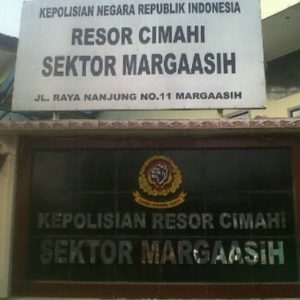 KEPOLISIAN NEGARA REPUBLIK INDONESIA
RESOR CIMAHI
SEKTOR MARGAASIH
JL. RAYA NANJUNG NO.11 MARGAASIH
KEPOLISIAN RESOR CIMAHI
SEKTOR MARGAASIH